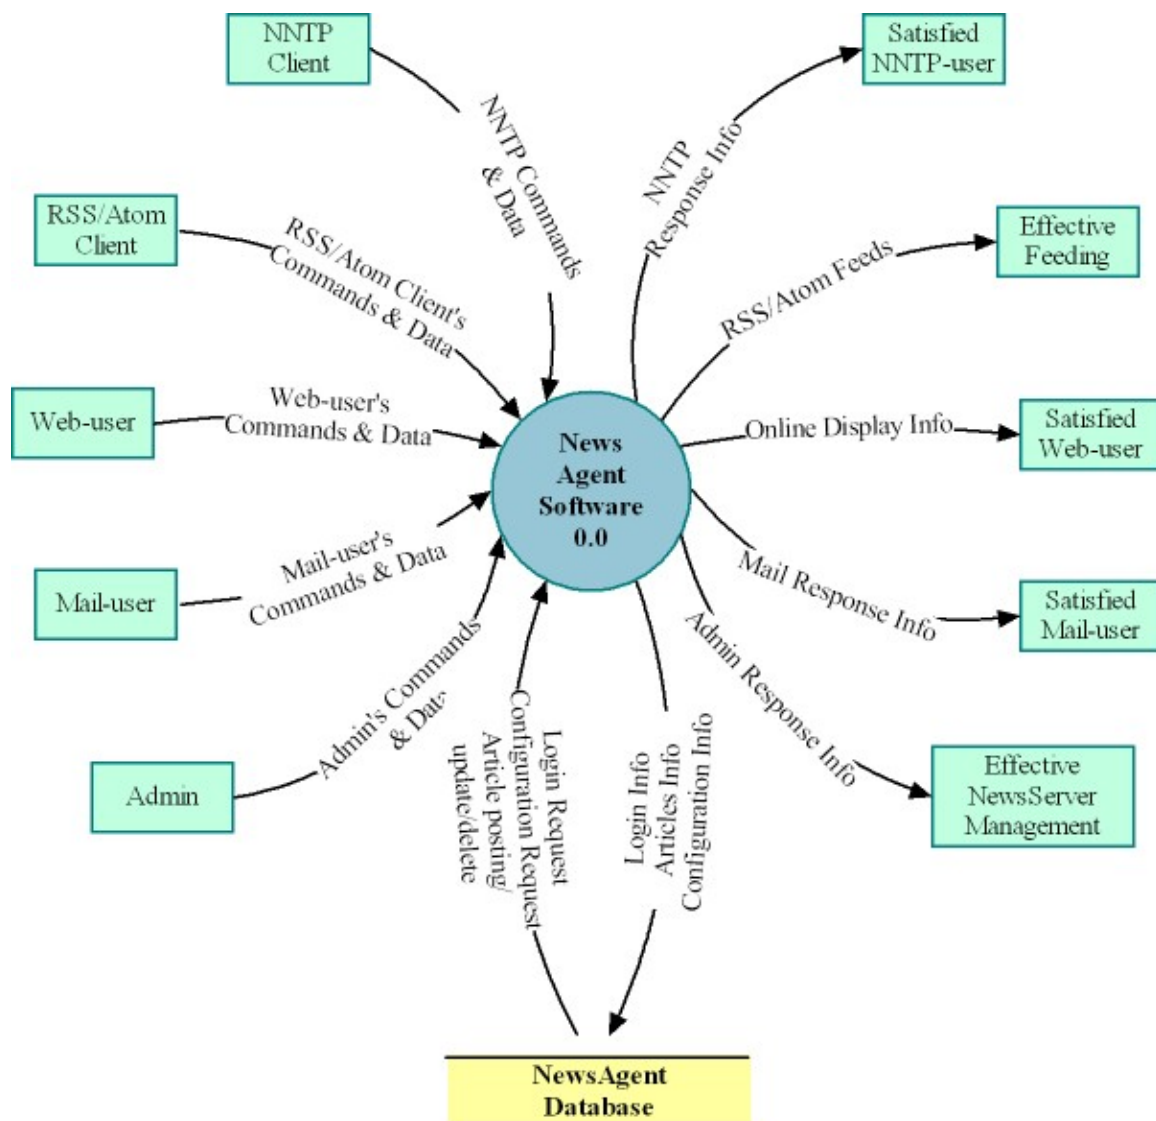 NNTP
Client
Satisfied
NNTP-user
NNTP Commands
& Data
NNTP
Response Info
RSS/Atom
Client
RSS/Atom Client's
Commands & Data
RSS/Atom Feeds
Effective
Feeding
Web-user
Web-user's
Commands & Data
News
Agent
Software
0.0
Online Display Info
Satisfied
Web-user
Mail-user
Mail-user's
Commands & Data
Mail Response Info
Satisfied
Mail-user
Admin
Admin's Commands
& Data
Admin Response Info
Effective
NewsServer
Management
Login Request
Configuration Request
Article posting/
update/delete
Login Info
Articles Info
Configuration Info
NewsAgent
Database